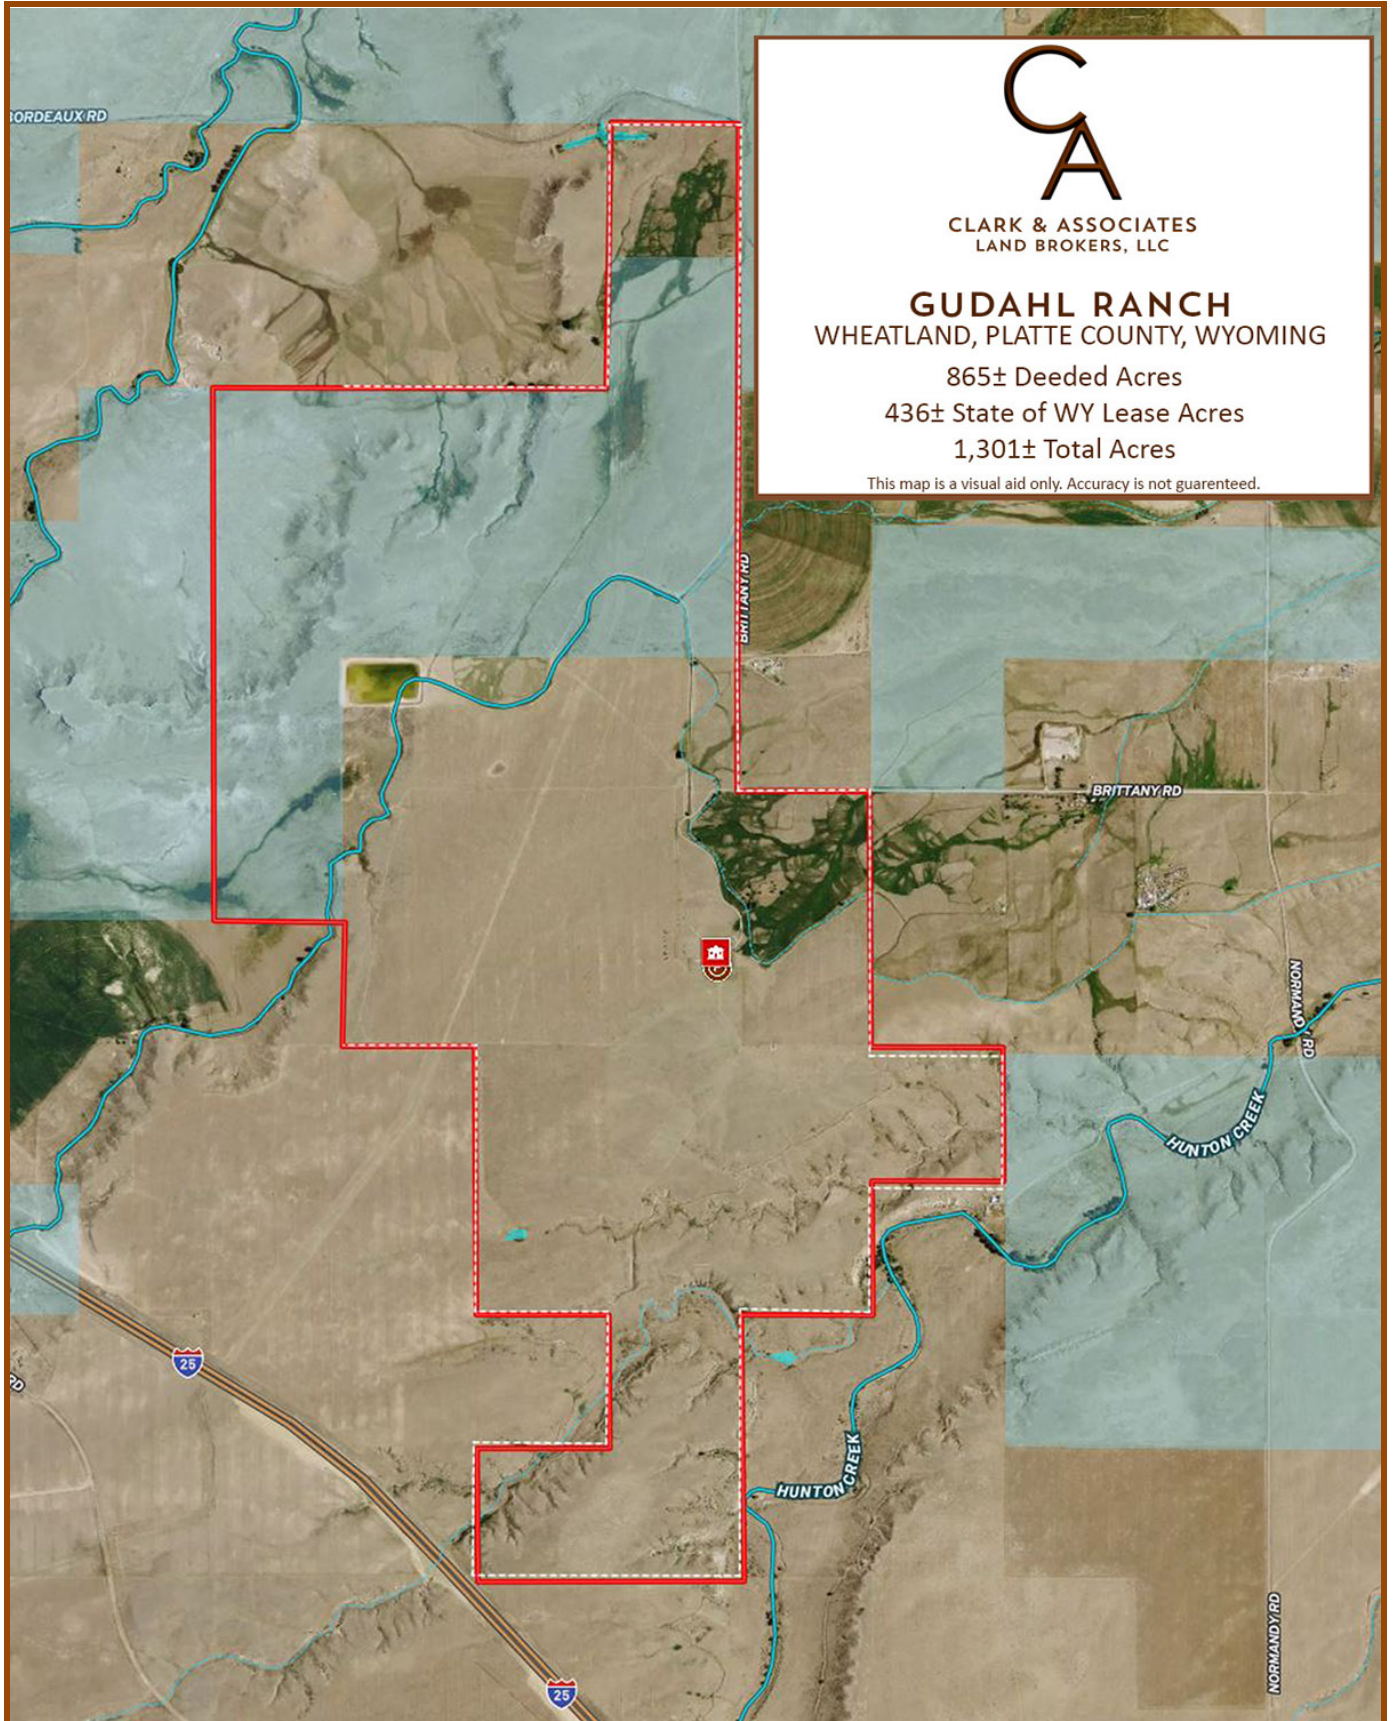 BORDEAUX RD
CA
CLARK & ASSOCIATES
LAND BROKERS, LLC
GUDAHL RANCH
WHEATLAND, PLATTE COUNTY, WYOMING
865± Deeded Acres
436± State of WY Lease Acres
1,301± Total Acres
This map is a visual aid only. Accuracy is not guarenteed.
BRITTANY RD
BRITTANY RD
NORMANDY RD
HUNTON CREEK
25
RD
HUNTON CREEK
NORMANDY RD
25